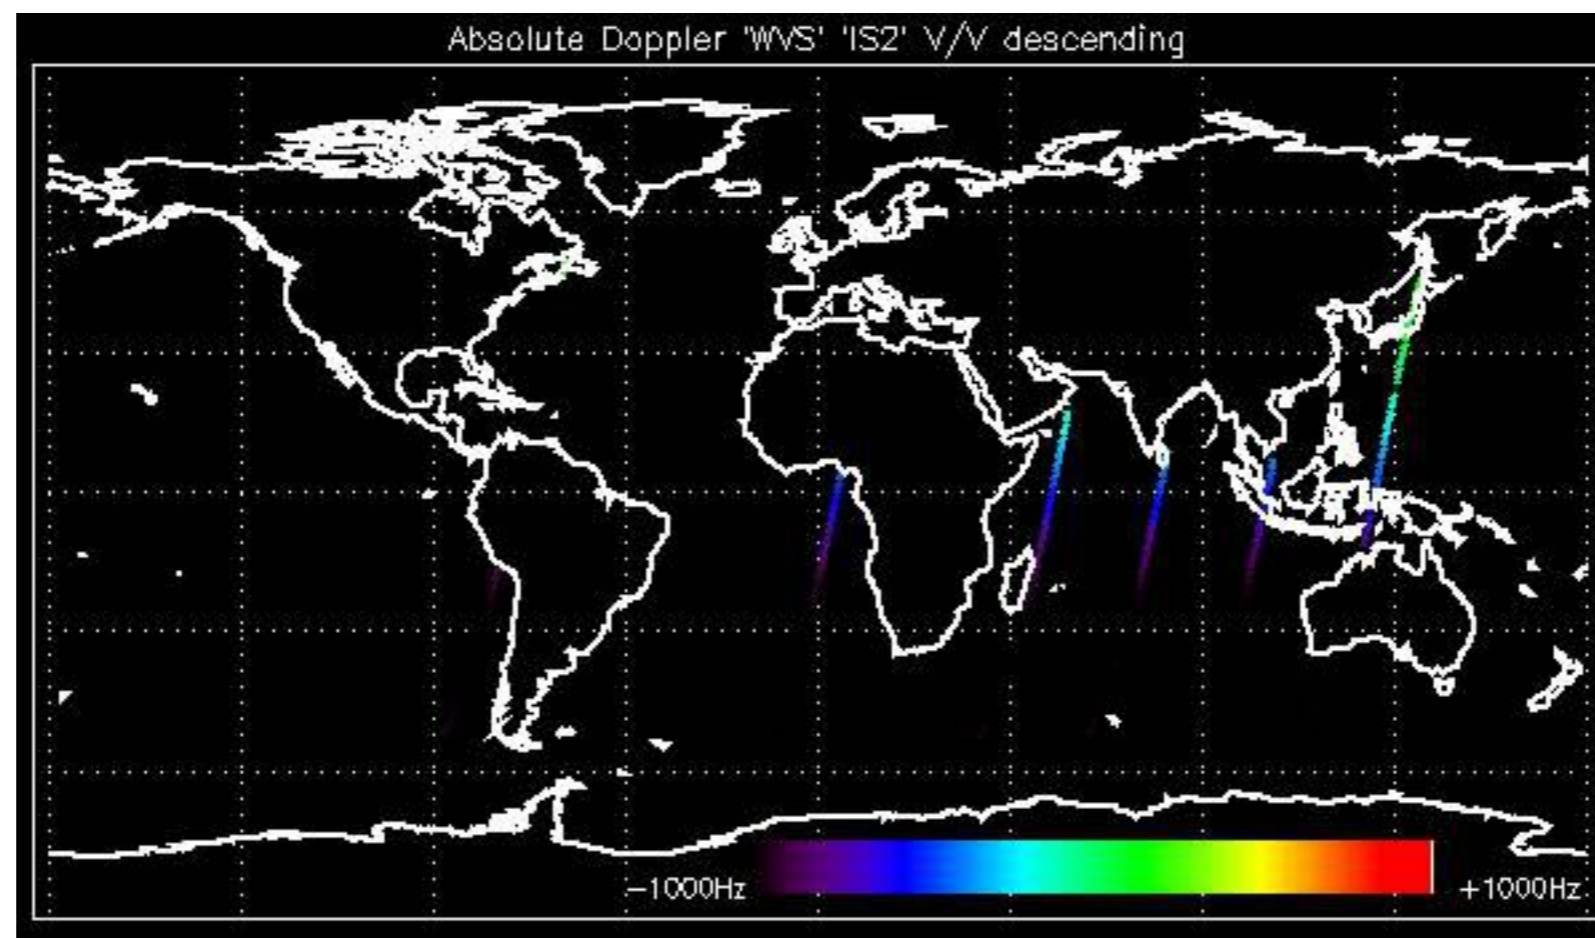 Absolute Doppler 'WVS' 'IS2' V/V descending
−1000Hz
+1000Hz